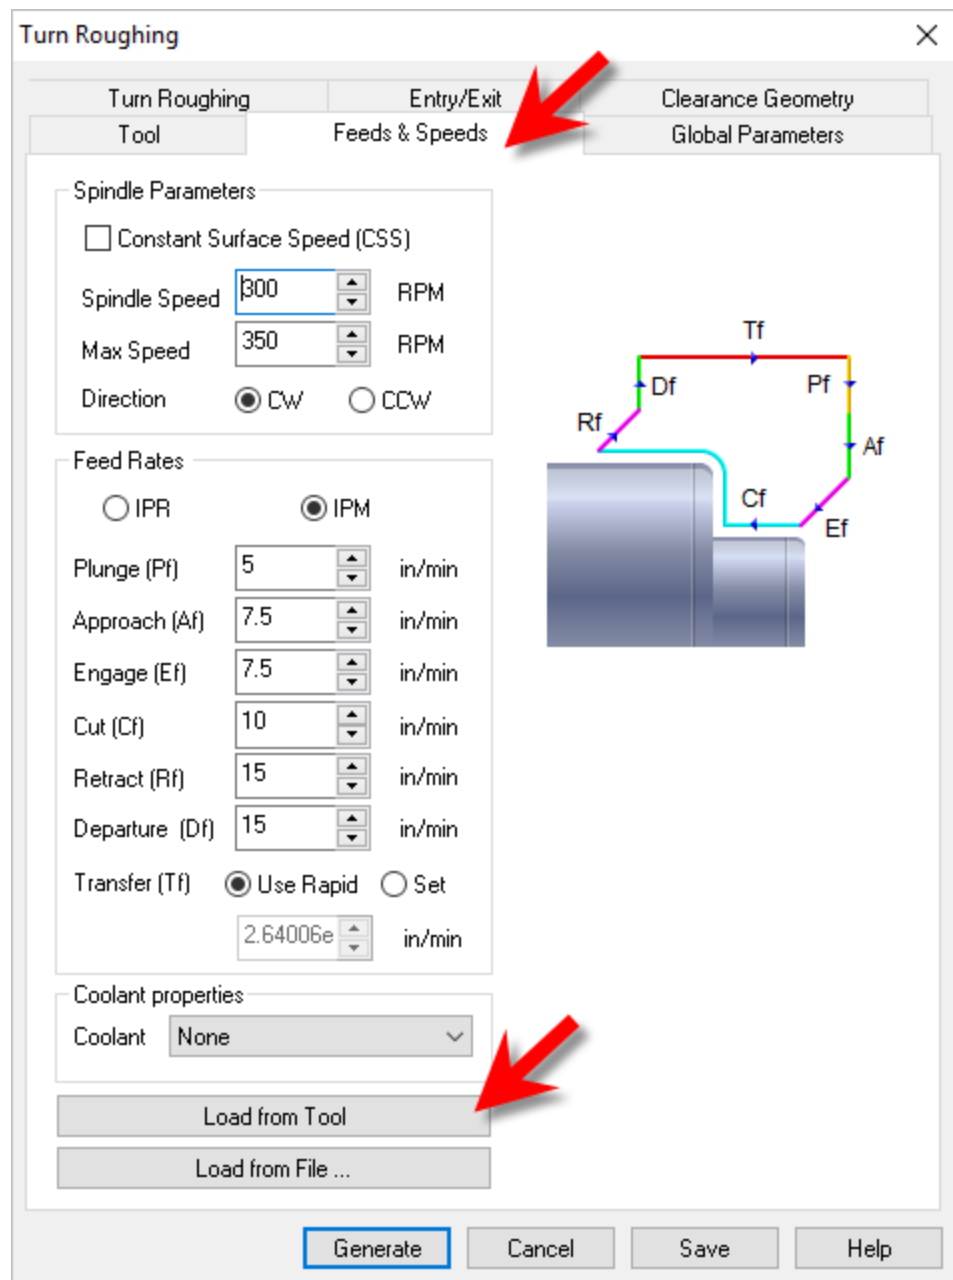 Turn Roughing
Turn Roughing Entry/Exit Clearance Geometry
Tool Feeds & Speeds Global Parameters
Spindle Parameters
Constant Surface Speed (CSS)
Spindle Speed 300 RPM
Max Speed 350 RPM
Direction CW CCW
Feed Rates
IPR IPM
Plunge (Pf) 5 in/min
Approach (Af) 7.5 in/min
Engage (Ef) 7.5 in/min
Cut (Cf) 10 in/min
Retract (Rf) 15 in/min
Departure (Df) 15 in/min
Transfer (Tf) Use Rapid Set
2.64006e in/min
Coolant properties
Coolant None
Load from Tool
Load from File ...
Tf
Df Pf
Rf
Af
Cf
Ef
Generate Cancel Save Help